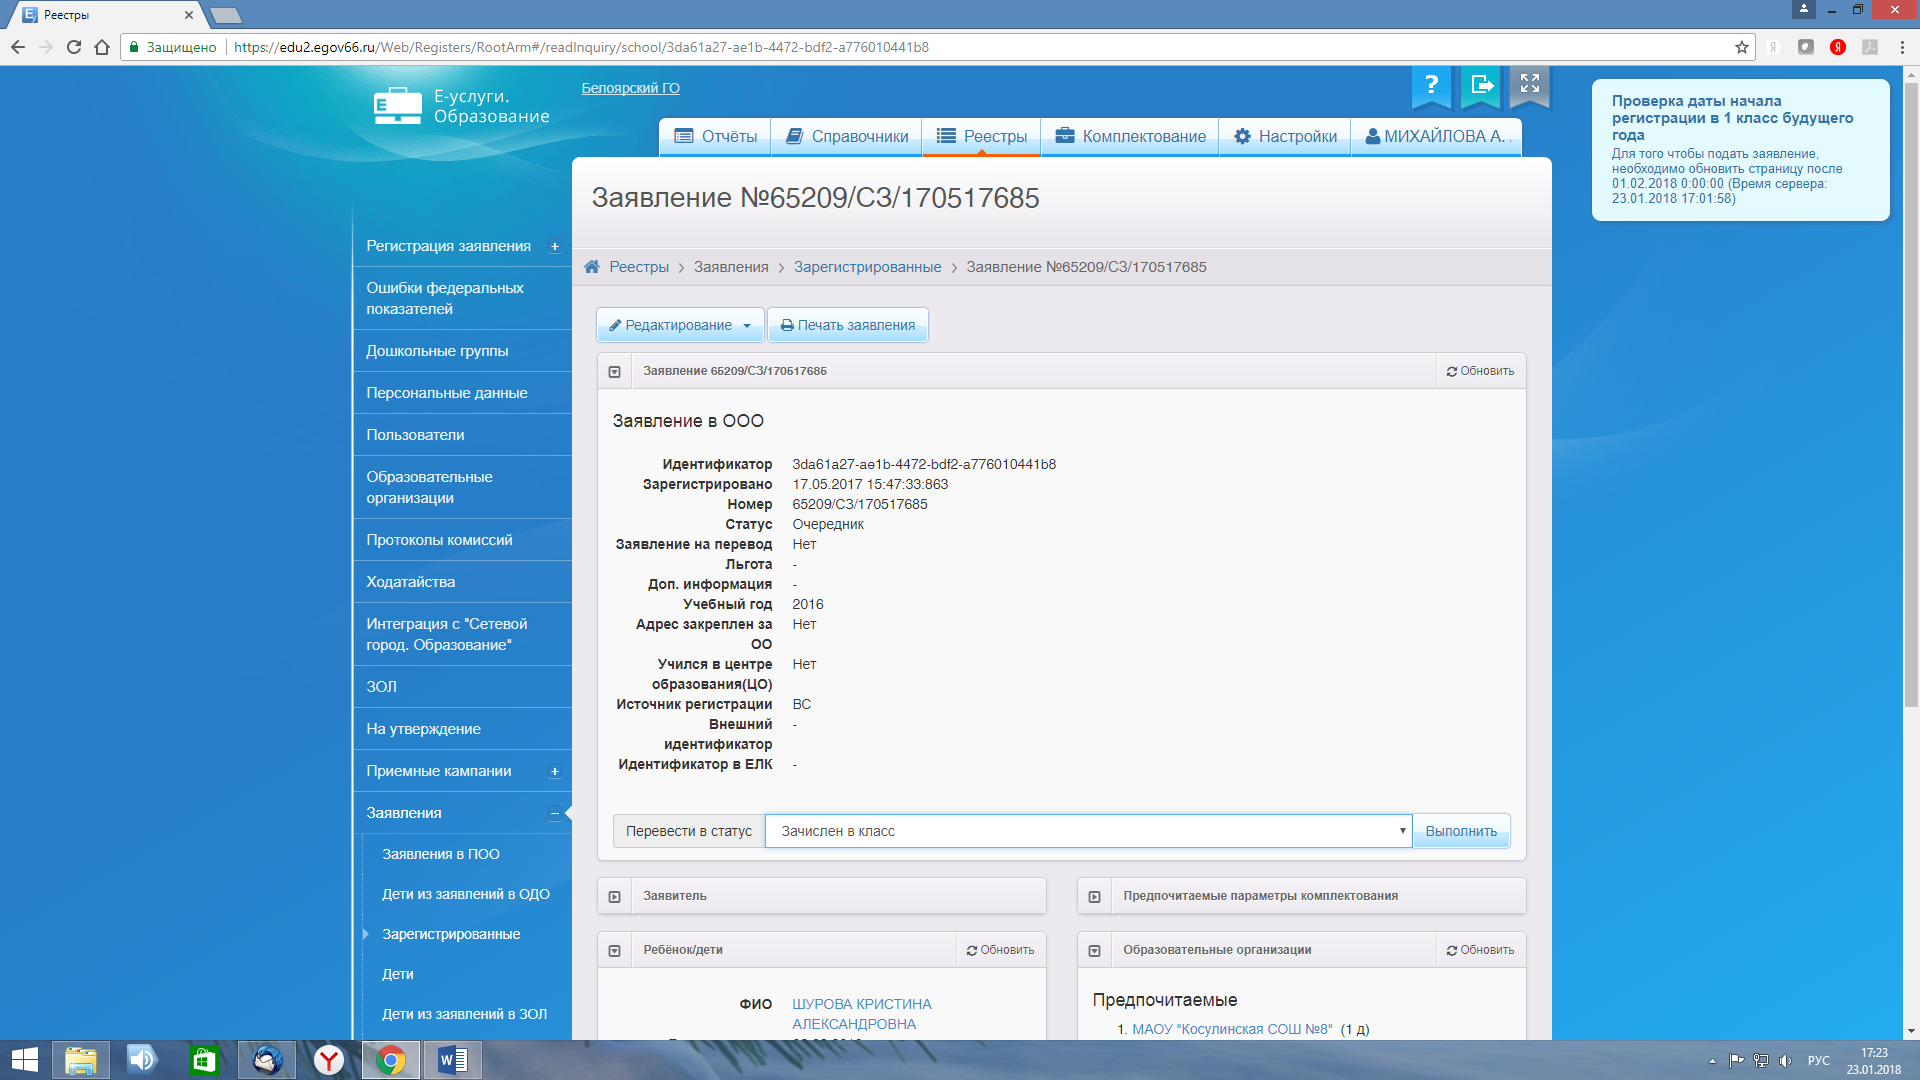 Реестры
Защищено
https://edu2.egov66.ru/Web/Registers/RootArm#/readInquiry/school/3da61a27-ae1b-4472-bdf2-a776010441b8
Е-услуги.
Образование
Белоярский ГО
Отчёты
Справочники
Реестры
Комплектование
Настройки
МИХАЙЛОВА А.
Проверка даты начала
регистрации в 1 класс будущего
года
Для того чтобы подать заявление,
необходимо обновить страницу после
01.02.2018 0:00:00 (Время сервера:
23.01.2018 17:01:58)
Заявление №65209/СЗ/170517685
Реестры > Заявления > Зарегистрированные > Заявление №65209/СЗ/170517685
Регистрация заявления
Ошибки федеральных
показателей
Дошкольные группы
Персональные данные
Пользователи
Образовательные
организации
Протоколы комиссий
Ходатайства
Интеграция с "Сетевой
город. Образование"
ЗОЛ
На утверждение
Приемные кампании
Заявления
Заявления в ПОО
Дети из заявлений в ОДО
Зарегистрированные
Дети
Дети из заявлений в ЗОЛ
Редактирование
Печать заявления
Заявление 65209/СЗ/170517685
Обновить
Заявление в ООО
Идентификатор 3da61a27-ae1b-4472-bdf2-a776010441b8
Зарегистрировано 17.05.2017 15:47:33:863
Номер 65209/СЗ/170517685
Статус Очередник
Заявление на перевод Нет
Льгота -
Доп. информация -
Учебный год 2016
Адрес закреплен за Нет
ОО
Учился в центре Нет
образования(ЦО)
Источник регистрации ВС
Внешний -
идентификатор
Идентификатор в ЕЛК -
Перевести в статус
Зачислен в класс
Выполнить
Заявитель
Предпочитаемые параметры комплектования
Ребёнок/дети
Обновить
Образовательные организации
Обновить
ФИО ШУРОВА КРИСТИНА
АЛЕКСАНДРОВНА
Предпочитаемые
1. МАОУ "Косулинская СОШ №8" (1 д)
РУС
17:23
23.01.2018